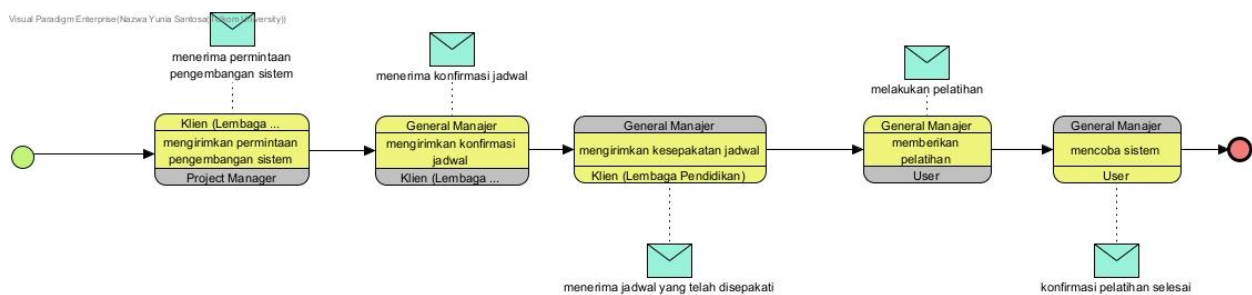 Visual Paradigm Enterprise(Nazwa Yunia Santosa(Telkom University))
menerima permintaan
pengembangan sistem
menerima konfirmasi jadwal
melakukan pelatihan
Klien (Lembaga ...
mengirimkan permintaan
pengembangan sistem
Project Manager
General Manajer
mengirimkan konfirmasi
jadwal
Klien (Lembaga ...
General Manajer
mengirimkan kesepakatan jadwal
Klien (Lembaga Pendidikan)
General Manajer
memberikan
pelatihan
User
General Manajer
mencoba sistem
User
menerima jadwal yang telah disepakati
konfirmasi pelatihan selesai